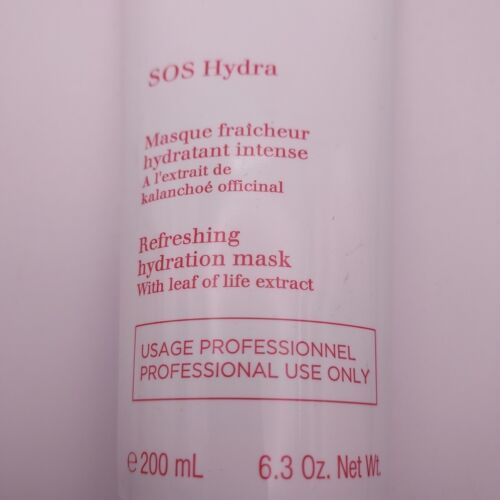 SOS Hydra
Masque fraîcheur
hydratant intense
A l'extrait de
kalanchoé officinal
Refreshing
hydration mask
With leaf of life extract
USAGE PROFESSIONNEL
PROFESSIONAL USE ONLY
℮200 mL 6.3 Oz. Net Wt.